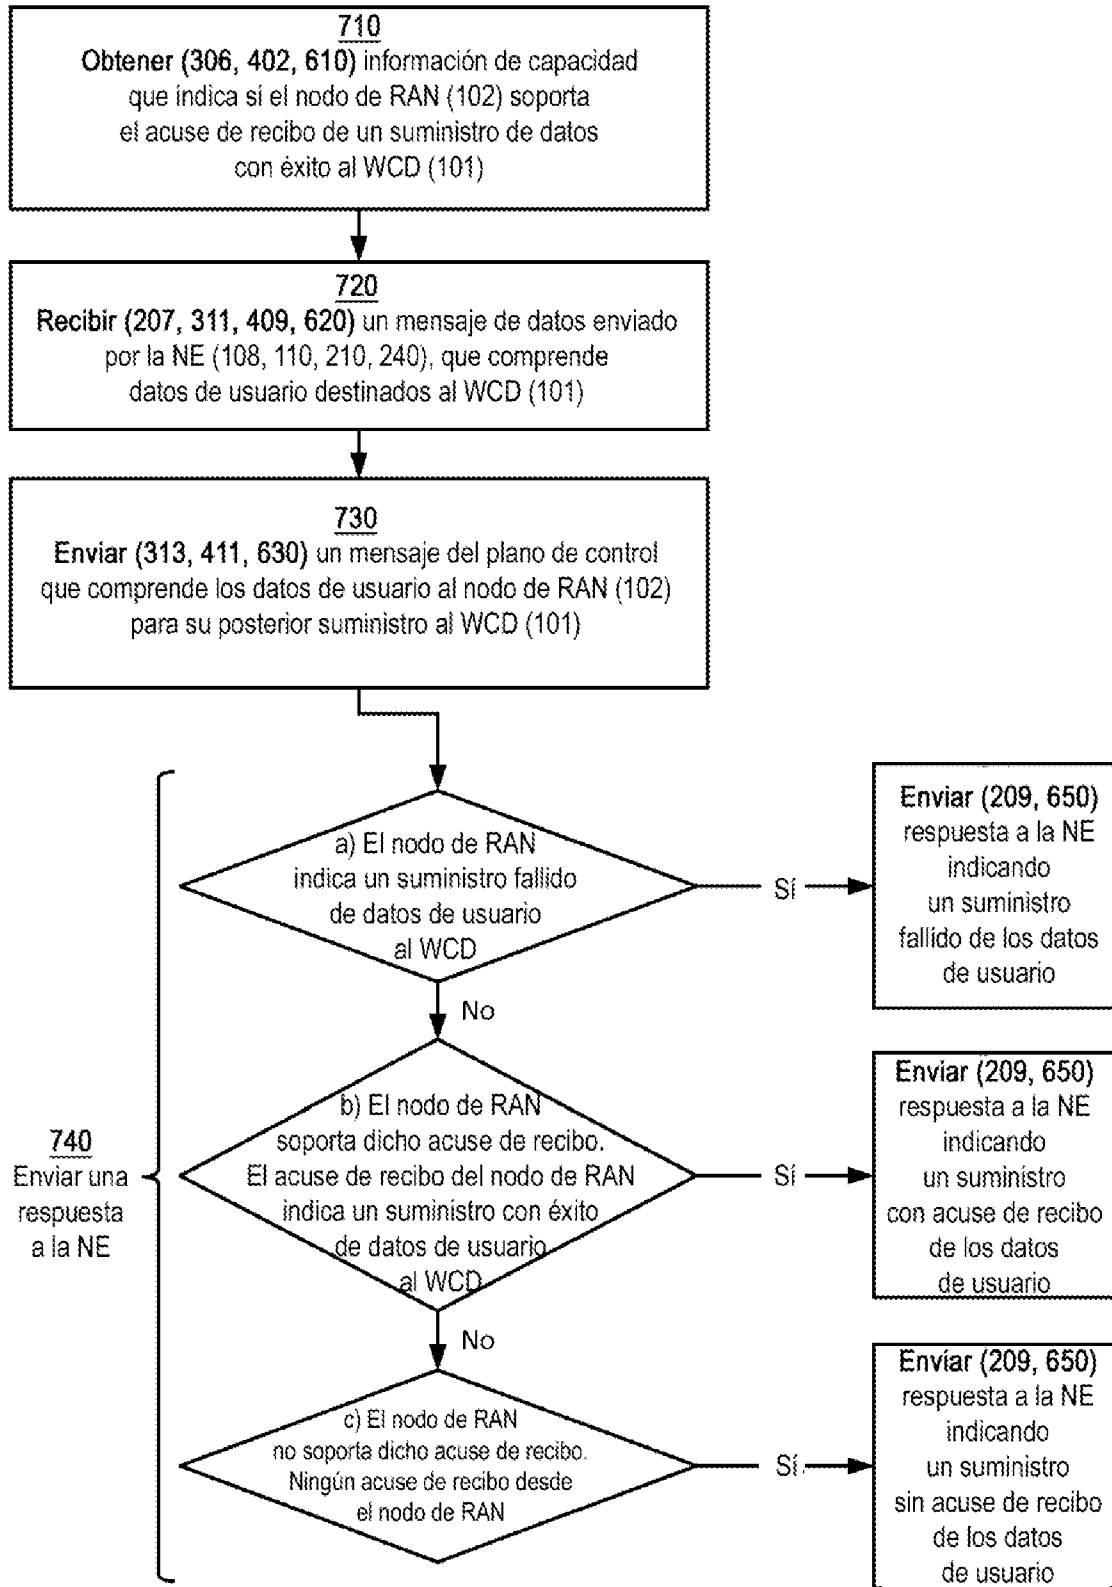 710
Obtener (306, 402, 610) información de capacidad
que indica si el nodo de RAN (102) soporta
el acuse de recibo de un suministro de datos
con éxito al WCD (101)
720
Recibir (207, 311, 409, 620) un mensaje de datos enviado
por la NE (108, 110, 210, 240), que comprende
datos de usuario destinados al WCD (101)
730
Enviar (313, 411, 630) un mensaje del plano de control
que comprende los datos de usuario al nodo de RAN (102)
para su posterior suministro al WCD (101)
740
Enviar una
respuesta
a la NE
a) El nodo de RAN
indica un suministro fallido
de datos de usuario
al WCD
Sí
Enviar (209, 650)
respuesta a la NE
indicando
un suministro
fallido de los datos
de usuario
No
b) El nodo de RAN
soporta dicho acuse de recibo.
El acuse de recibo del nodo de RAN
indica un suministro con éxito
de datos de usuario
al WCD
Sí
Enviar (209, 650)
respuesta a la NE
indicando
un suministro
con acuse de recibo
de los datos
de usuario
No
c) El nodo de RAN
no soporta dicho acuse de recibo.
Ningún acuse de recibo desde
el nodo de RAN
Sí
Enviar (209, 650)
respuesta a la NE
indicando
un suministro
sin acuse de recibo
de los datos
de usuario